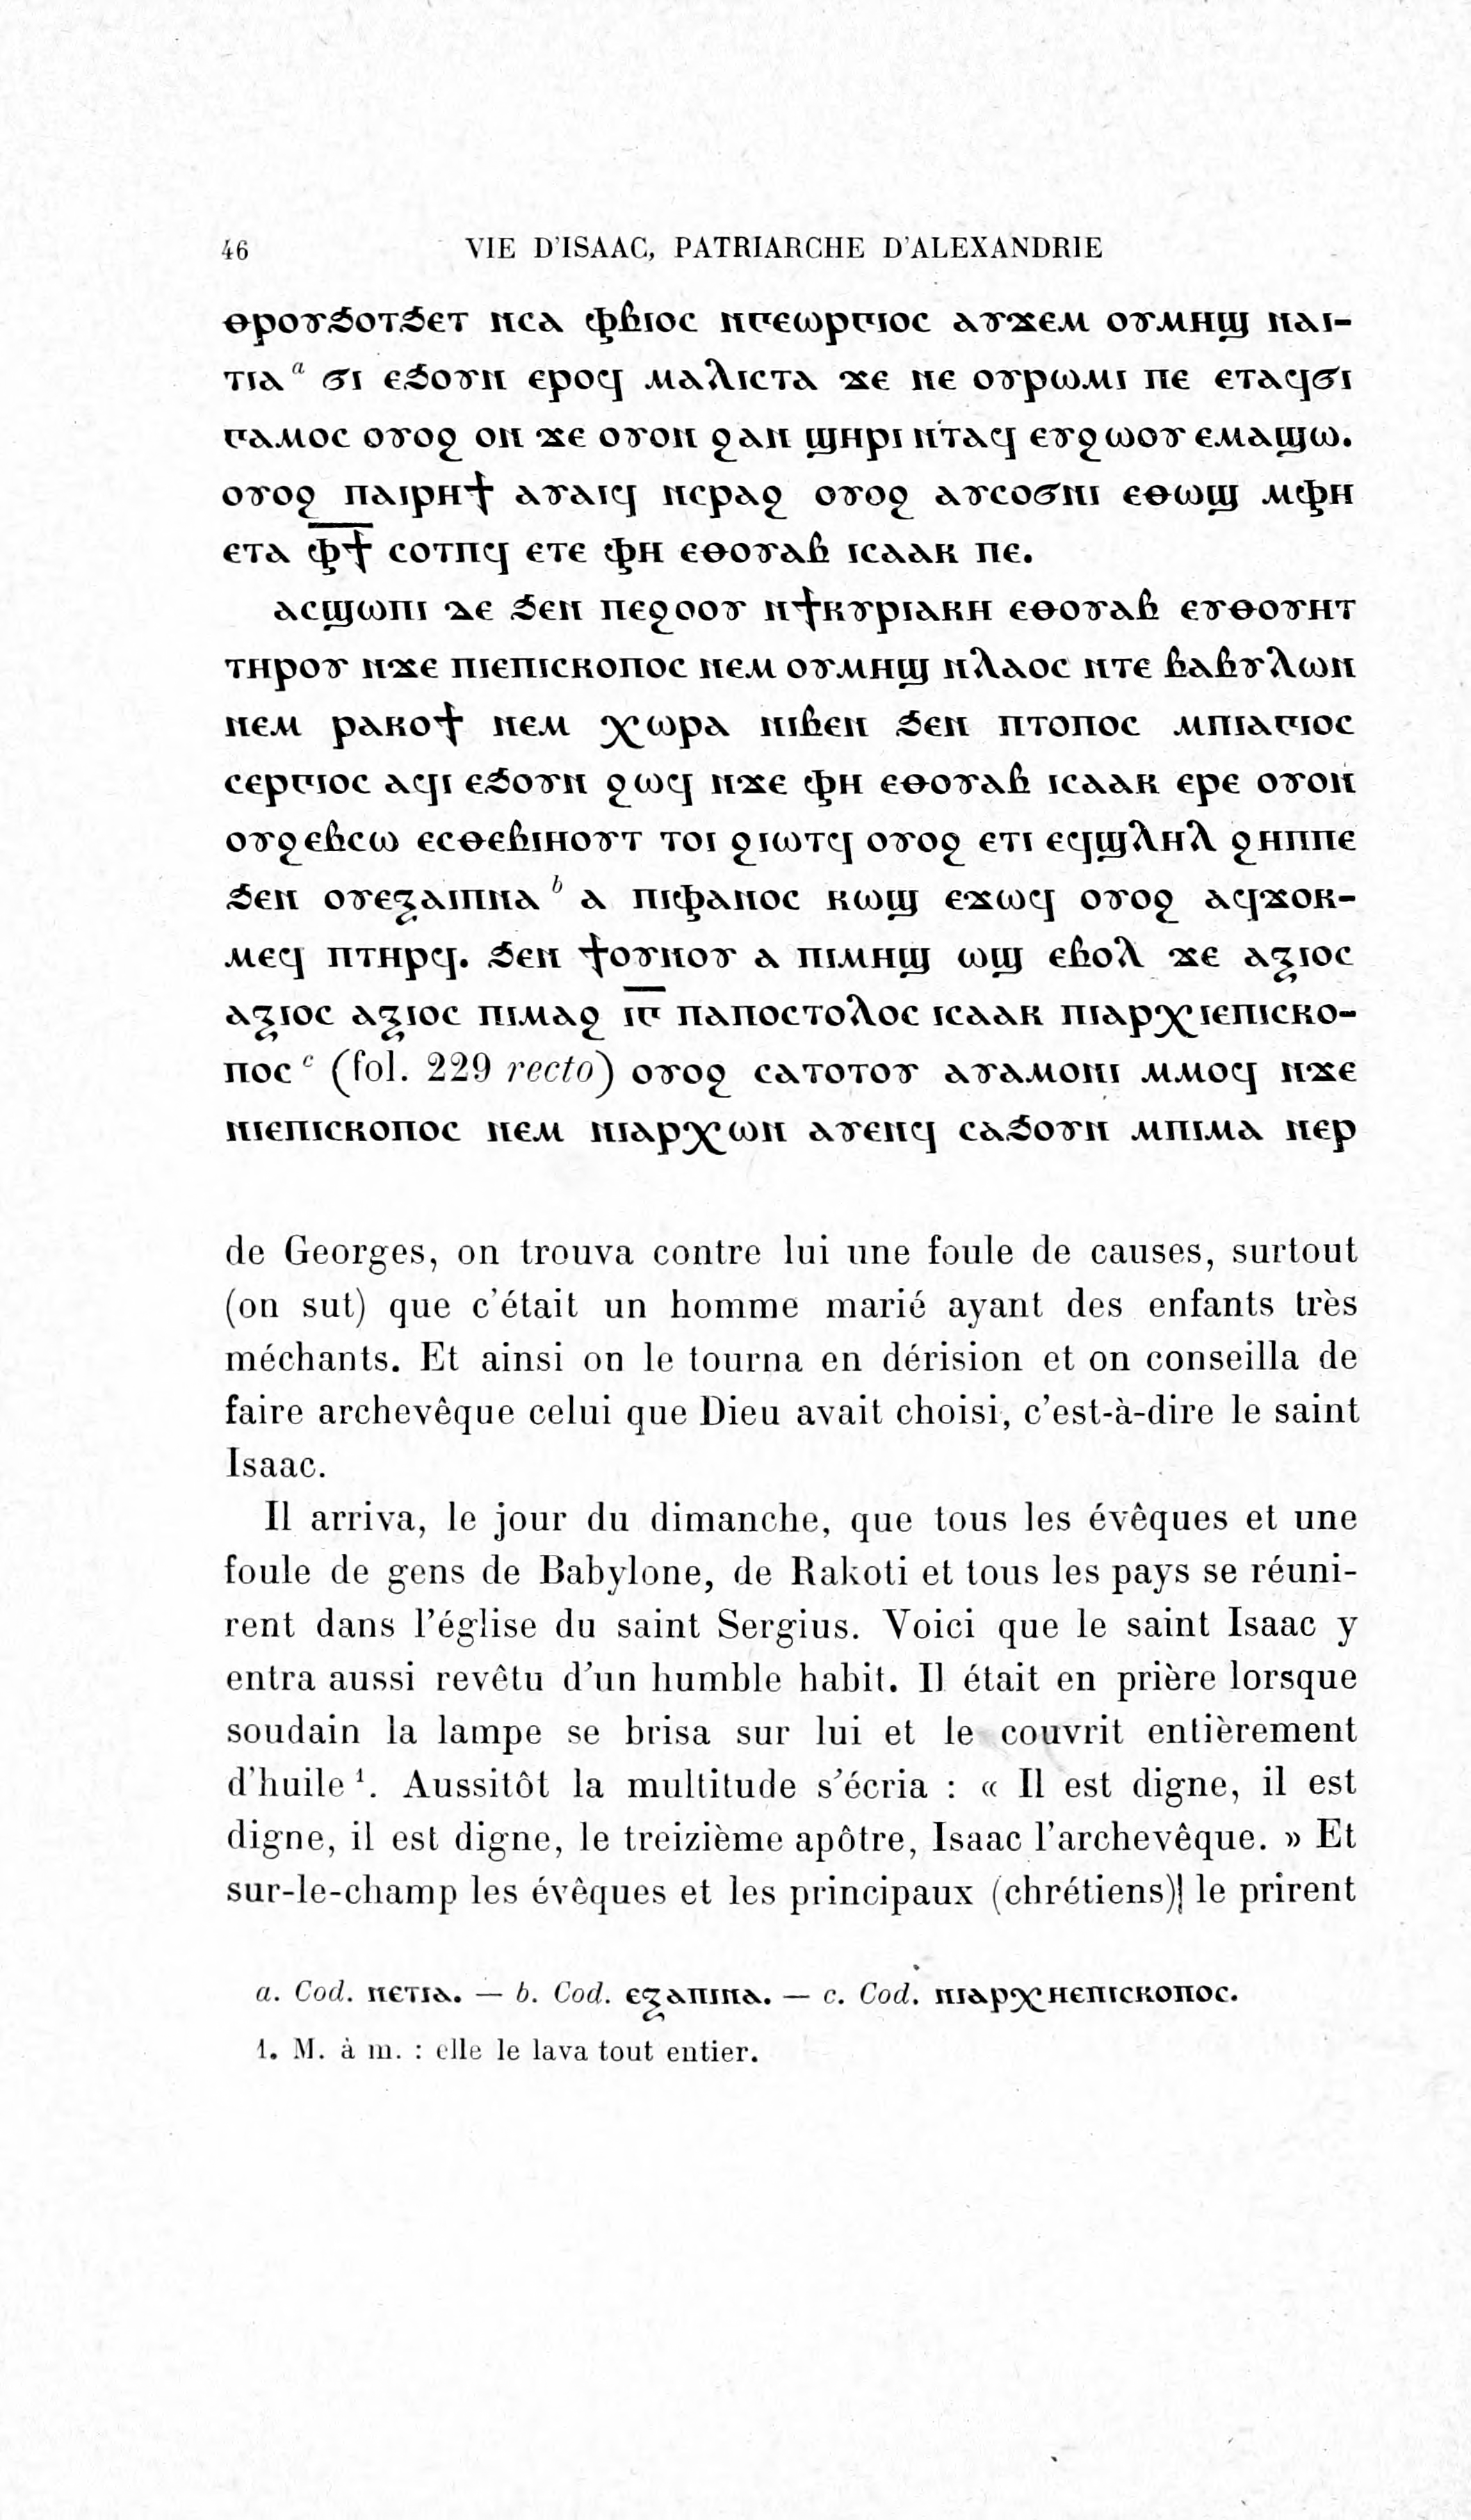 46 VIE D'ISAAC, PATRIARCHE D'ALEXANDRIE
ⲑⲣⲟⲩϧⲟⲧϧⲉⲧ ⲛⲥⲁ ⲫⲃⲓⲟⲥ ⲛⲅⲉⲱⲣⲅⲓⲟⲥ ⲁⲩϫⲉⲙ ⲟⲩⲙⲏϣ ⲛⲁⲓ-
ⲧⲓⲁ a ϭⲓ ⲉϧⲟⲩⲛ ⲉⲣⲟϥ ⲙⲁⲗⲓⲥⲧⲁ ϫⲉ ⲛⲉ ⲟⲩⲣⲱⲙⲓ ⲡⲉ ⲉⲧⲁϥϭⲓ
ⲅⲁⲙⲟⲥ ⲟⲩⲟϩ ⲟⲛ ϫⲉ ⲟⲩⲟⲛ ϩⲁⲛ ϣⲏⲣⲓ ⲛⲧⲁϥ ⲉⲩϩⲱⲟⲩ ⲉⲙⲁϣⲱ.
ⲟⲩⲟϩ ⲡⲁⲓⲣⲏϯ ⲁⲩⲁⲓϥ ⲛⲥⲣⲁϩ ⲟⲩⲟϩ ⲁⲩⲥⲟϭⲛⲓ ⲉⲑⲱϣ ⲙⲫⲏ
ⲉⲧⲁ ⲫ̅ϯ̅ ⲥⲟⲧⲡϥ ⲉⲧⲉ ⲫⲏ ⲉⲑⲟⲩⲁⲃ ⲓⲥⲁⲁⲕ ⲡⲉ.
ⲁⲥϣⲱⲡⲓ ⲇⲉ ϧⲉⲛ ⲡⲉϩⲟⲟⲩ ⲛϯⲕⲩⲣⲓⲁⲕⲏ ⲉⲑⲟⲩⲁⲃ ⲉⲩⲑⲟⲩⲏⲧ
ⲧⲏⲣⲟⲩ ⲛϫⲉ ⲡⲓⲉⲡⲓⲥⲕⲟⲡⲟⲥ ⲛⲉⲙ ⲟⲩⲙⲏϣ ⲛⲗⲁⲟⲥ ⲛⲧⲉ ⲃⲁⲃⲩⲗⲱⲛ
ⲛⲉⲙ ⲣⲁⲕⲟϯ ⲛⲉⲙ ⲭⲱⲣⲁ ⲛⲓⲃⲉⲛ ϧⲉⲛ ⲡⲧⲟⲡⲟⲥ ⲙⲡⲓⲁⲅⲓⲟⲥ
ⲥⲉⲣⲅⲓⲟⲥ ⲁϥⲓ ⲉϧⲟⲩⲛ ϩⲱϥ ⲛϫⲉ ⲫⲏ ⲉⲑⲟⲩⲁⲃ ⲓⲥⲁⲁⲕ ⲉⲣⲉ ⲟⲩⲟⲛ
ⲟⲩϩⲉⲃⲥⲱ ⲉⲥⲑⲉⲃⲓⲏⲟⲩⲧ ⲧⲟⲓ ϩⲓⲱⲧϥ ⲟⲩⲟϩ ⲉⲧⲓ ⲉϥϣⲗⲏⲗ ϩⲏⲡⲡⲉ
ϧⲉⲛ ⲟⲩⲉⲝⲁⲓⲡⲛⲁ b ⲁ ⲡⲓⲫⲁⲛⲟⲥ ⲕⲱϣ ⲉϫⲱϥ ⲟⲩⲟϩ ⲁϥϫⲟⲕ-
ⲙⲉϥ ⲡⲧⲏⲣϥ. ϧⲉⲛ ϯⲟⲩⲛⲟⲩ ⲁ ⲡⲓⲙⲏϣ ⲱϣ ⲉⲃⲟⲗ ϫⲉ ⲁⲝⲓⲟⲥ
ⲁⲝⲓⲟⲥ ⲁⲝⲓⲟⲥ ⲡⲓⲙⲁϩ ⲓ̅ⲅ̅ ⲛⲁⲡⲟⲥⲧⲟⲗⲟⲥ ⲓⲥⲁⲁⲕ ⲡⲓⲁⲣⲭⲓⲉⲡⲓⲥⲕⲟ-
ⲡⲟⲥ c (fol. 229 recto) ⲟⲩⲟϩ ⲥⲁⲧⲟⲧⲟⲩ ⲁⲩⲁⲙⲟⲛⲓ ⲙⲙⲟϥ ⲛϫⲉ
ⲛⲓⲉⲡⲓⲥⲕⲟⲡⲟⲥ ⲛⲉⲙ ⲛⲓⲁⲣⲭⲱⲛ ⲁⲩⲉⲛϥ ⲥⲁϧⲟⲩⲛ ⲙⲡⲓⲙⲁ ⲛⲉⲣ
de Georges, on trouva contre lui une foule de causes, surtout
(on sut) que c'était un homme marié ayant des enfants très
méchants. Et ainsi on le tourna en dérision et on conseilla de
faire archevêque celui que Dieu avait choisi, c'est-à-dire le saint
Isaac.
Il arriva, le jour du dimanche, que tous les évêques et une
foule de gens de Babylone, de Rakoti et tous les pays se réuni-
rent dans l'église du saint Sergius. Voici que le saint Isaac y
entra aussi revêtu d'un humble habit. Il était en prière lorsque
soudain la lampe se brisa sur lui et le couvrit entièrement
d'huile 1. Aussitôt la multitude s'écria : « Il est digne, il est
digne, il est digne, le treizième apôtre, Isaac l'archevêque. » Et
sur-le-champ les évêques et les principaux (chrétiens) le prirent
a. Cod. ⲛⲉⲧⲓⲁ. — b. Cod. ⲉⲝⲁⲡⲓⲛⲁ. — c. Cod. ⲡⲓⲁⲣⲭⲏⲉⲡⲓⲥⲕⲟⲡⲟⲥ.
1. M. à m. : elle le lava tout entier.